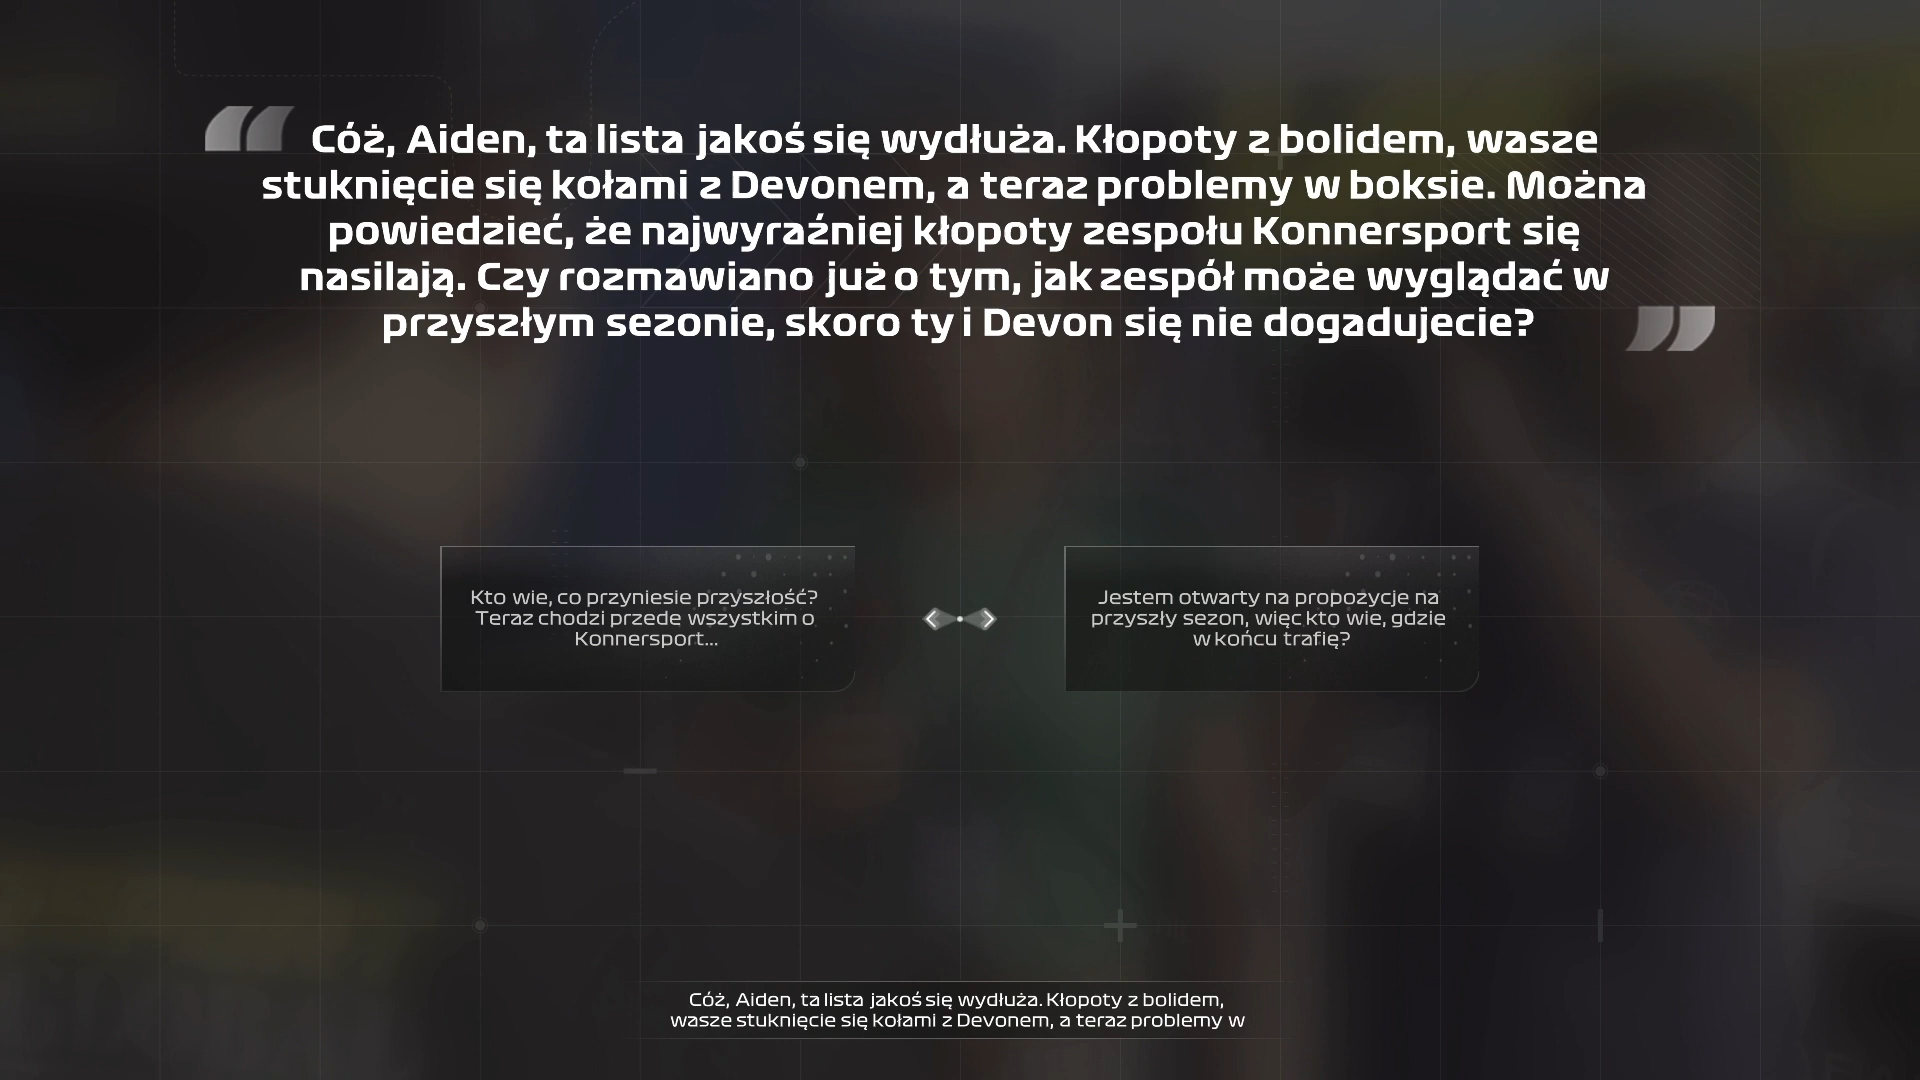 Cóż, Aiden, ta lista jakoś się wydłuża. Kłopoty z bolidem, wasze
stuknięcie się kołami z Devonem, a teraz problemy w boksie. Można
powiedzieć, że najwyraźniej kłopoty zespołu Konnersport się
nasilają. Czy rozmawiano już o tym, jak zespół może wyglądać w
przyszłym sezonie, skoro ty i Devon się nie dogadujecie?
Kto wie, co przyniesie przyszłość?
Teraz chodzi przede wszystkim o
Konnersport...
Jestem otwarty na propozycje na
przyszły sezon, więc kto wie, gdzie
w końcu trafię?
Cóż, Aiden, ta lista jakoś się wydłuża. Kłopoty z bolidem,
wasze stuknięcie się kołami z Devonem, a teraz problemy w